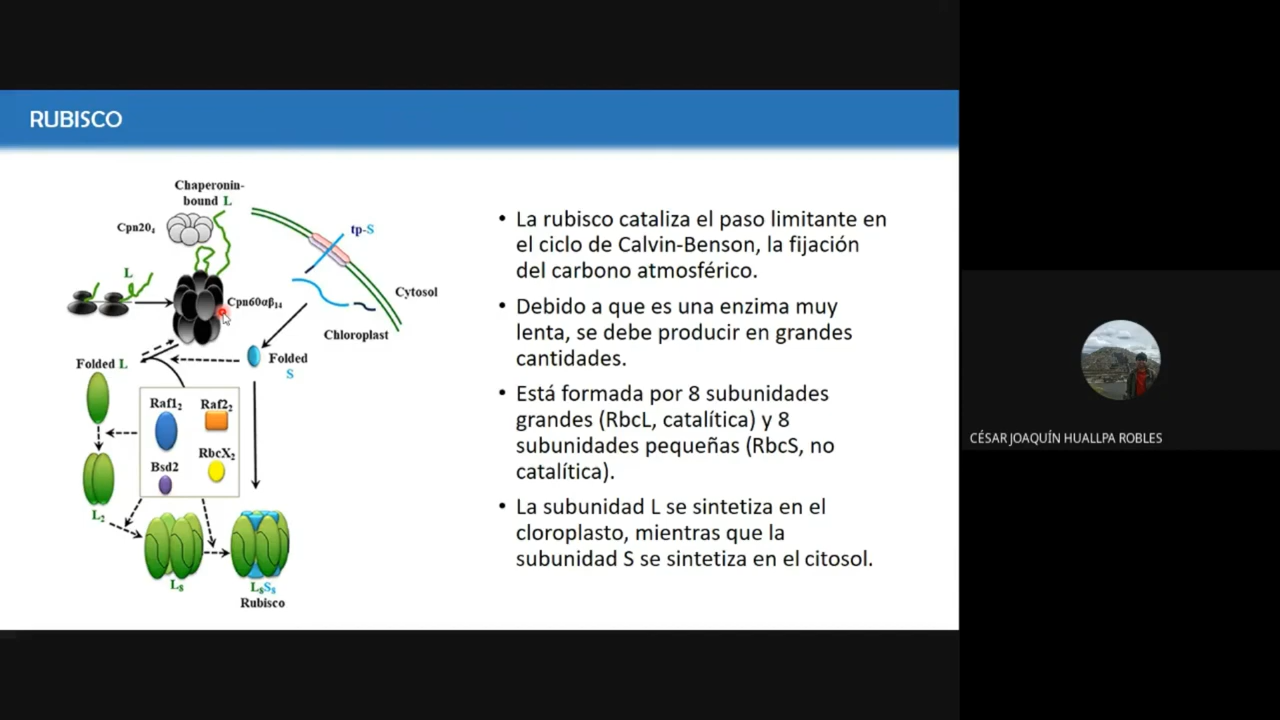 RUBISCO
Chaperonin-
bound L
Cpn20₄
tp-S
L
Cpn60αβ₁₄
Cytosol
Chloroplast
Folded L
Folded
S
Raf1₂
Raf2₂
Bsd2
RbcX₂
L₂
L₈
L₈S₈
Rubisco
• La rubisco cataliza el paso limitante en
el ciclo de Calvin-Benson, la fijación
del carbono atmosférico.
• Debido a que es una enzima muy
lenta, se debe producir en grandes
cantidades.
• Está formada por 8 subunidades
grandes (RbcL, catalítica) y 8
subunidades pequeñas (RbcS, no
catalítica).
• La subunidad L se sintetiza en el
cloroplasto, mientras que la
subunidad S se sintetiza en el citosol.
CÉSAR JOAQUÍN HUALLPA ROBLES